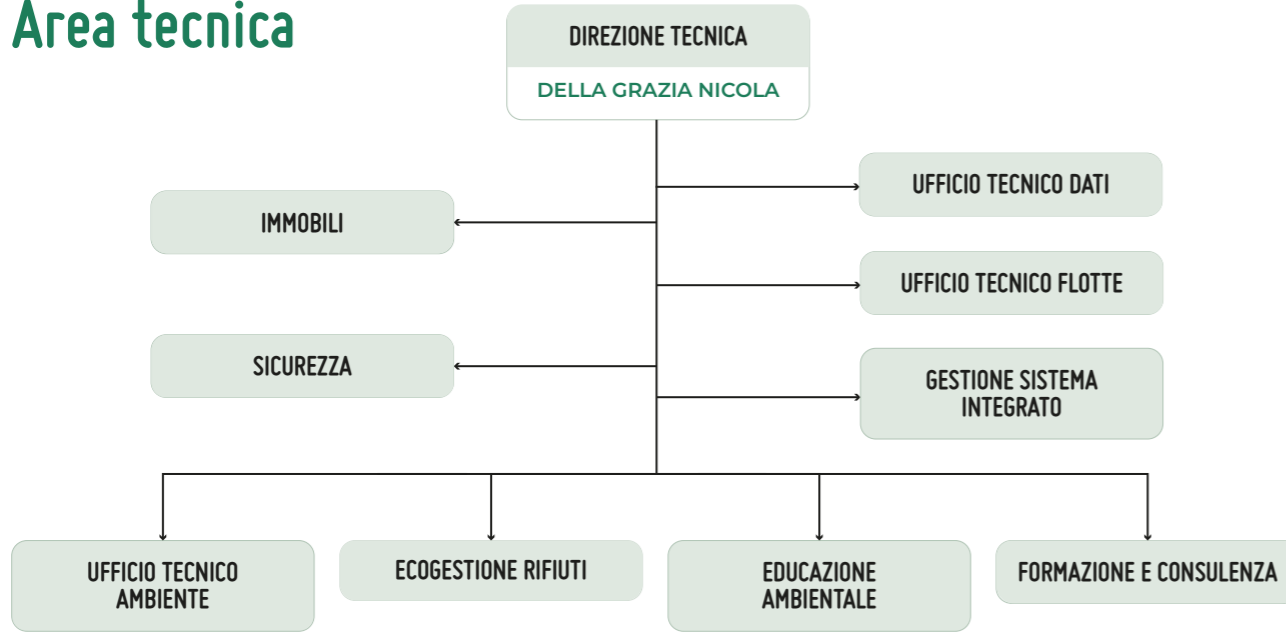 Area tecnica
DIREZIONE TECNICA
DELLA GRAZIA NICOLA
UFFICIO TECNICO DATI
IMMOBILI
UFFICIO TECNICO FLOTTE
SICUREZZA
GESTIONE SISTEMA
INTEGRATO
UFFICIO TECNICO
AMBIENTE
ECOGESTIONE RIFIUTI
EDUCAZIONE
AMBIENTALE
FORMAZIONE E CONSULENZA